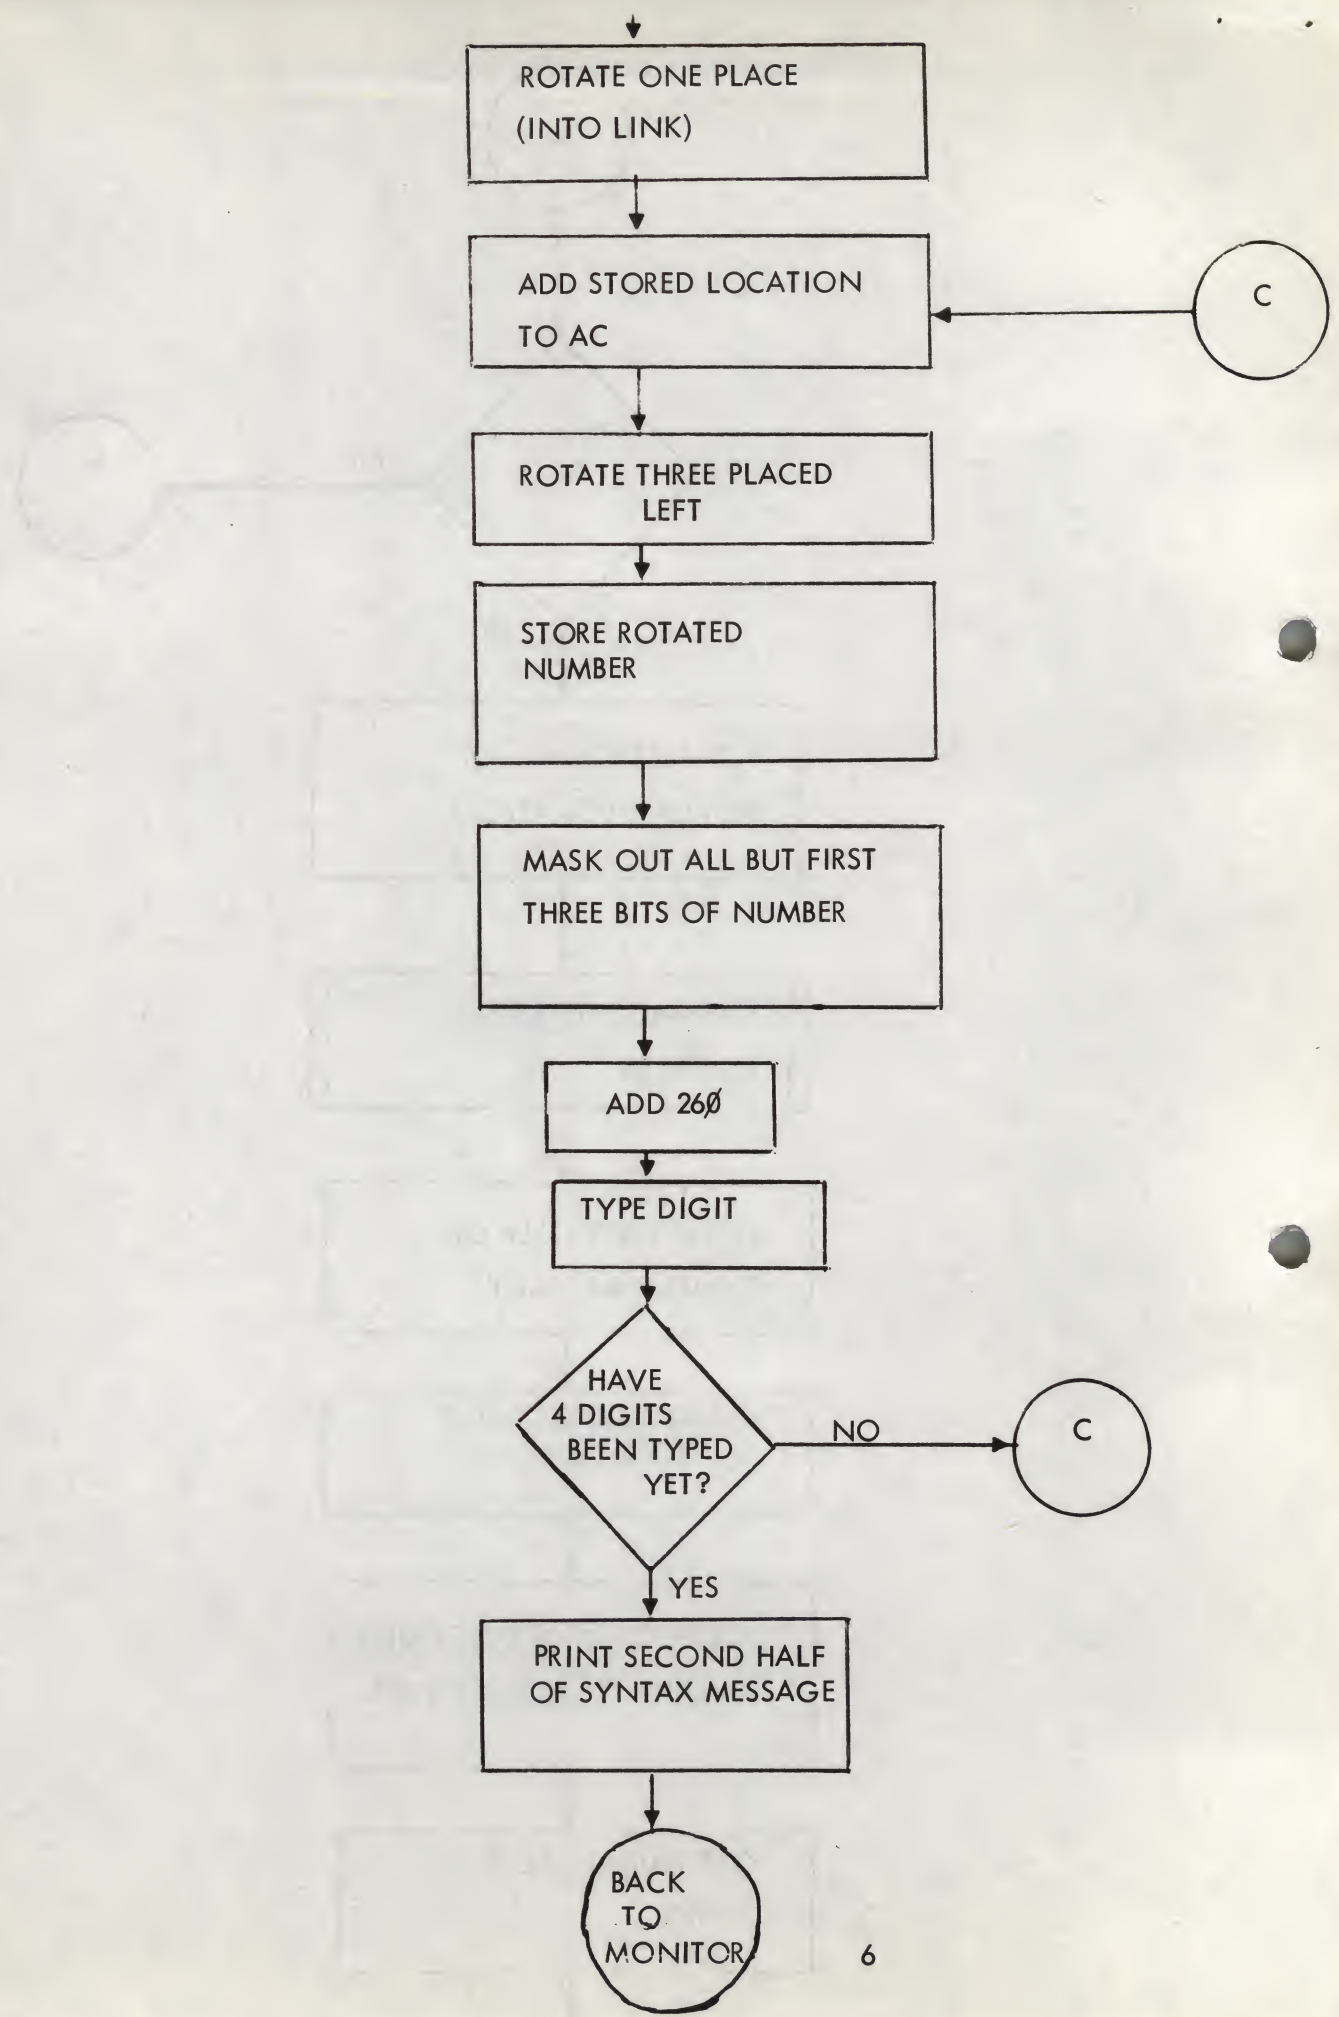 ROTATE ONE PLACE
(INTO LINK)
ADD STORED LOCATION
TO AC
C
ROTATE THREE PLACED
LEFT
STORE ROTATED
NUMBER
MASK OUT ALL BUT FIRST
THREE BITS OF NUMBER
ADD 26Ø
TYPE DIGIT
HAVE
4 DIGITS
BEEN TYPED
YET?
NO
C
YES
PRINT SECOND HALF
OF SYNTAX MESSAGE
BACK
TO
MONITOR
6